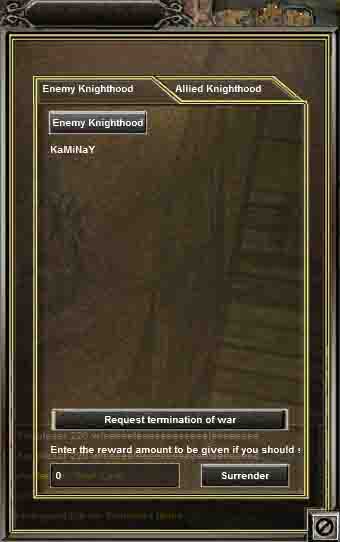 Enemy Knighthood
Allied Knighthood
Enemy Knighthood
KaMiNaY
Request termination of war
Enter the reward amount to be given if you should s
0
Surrender